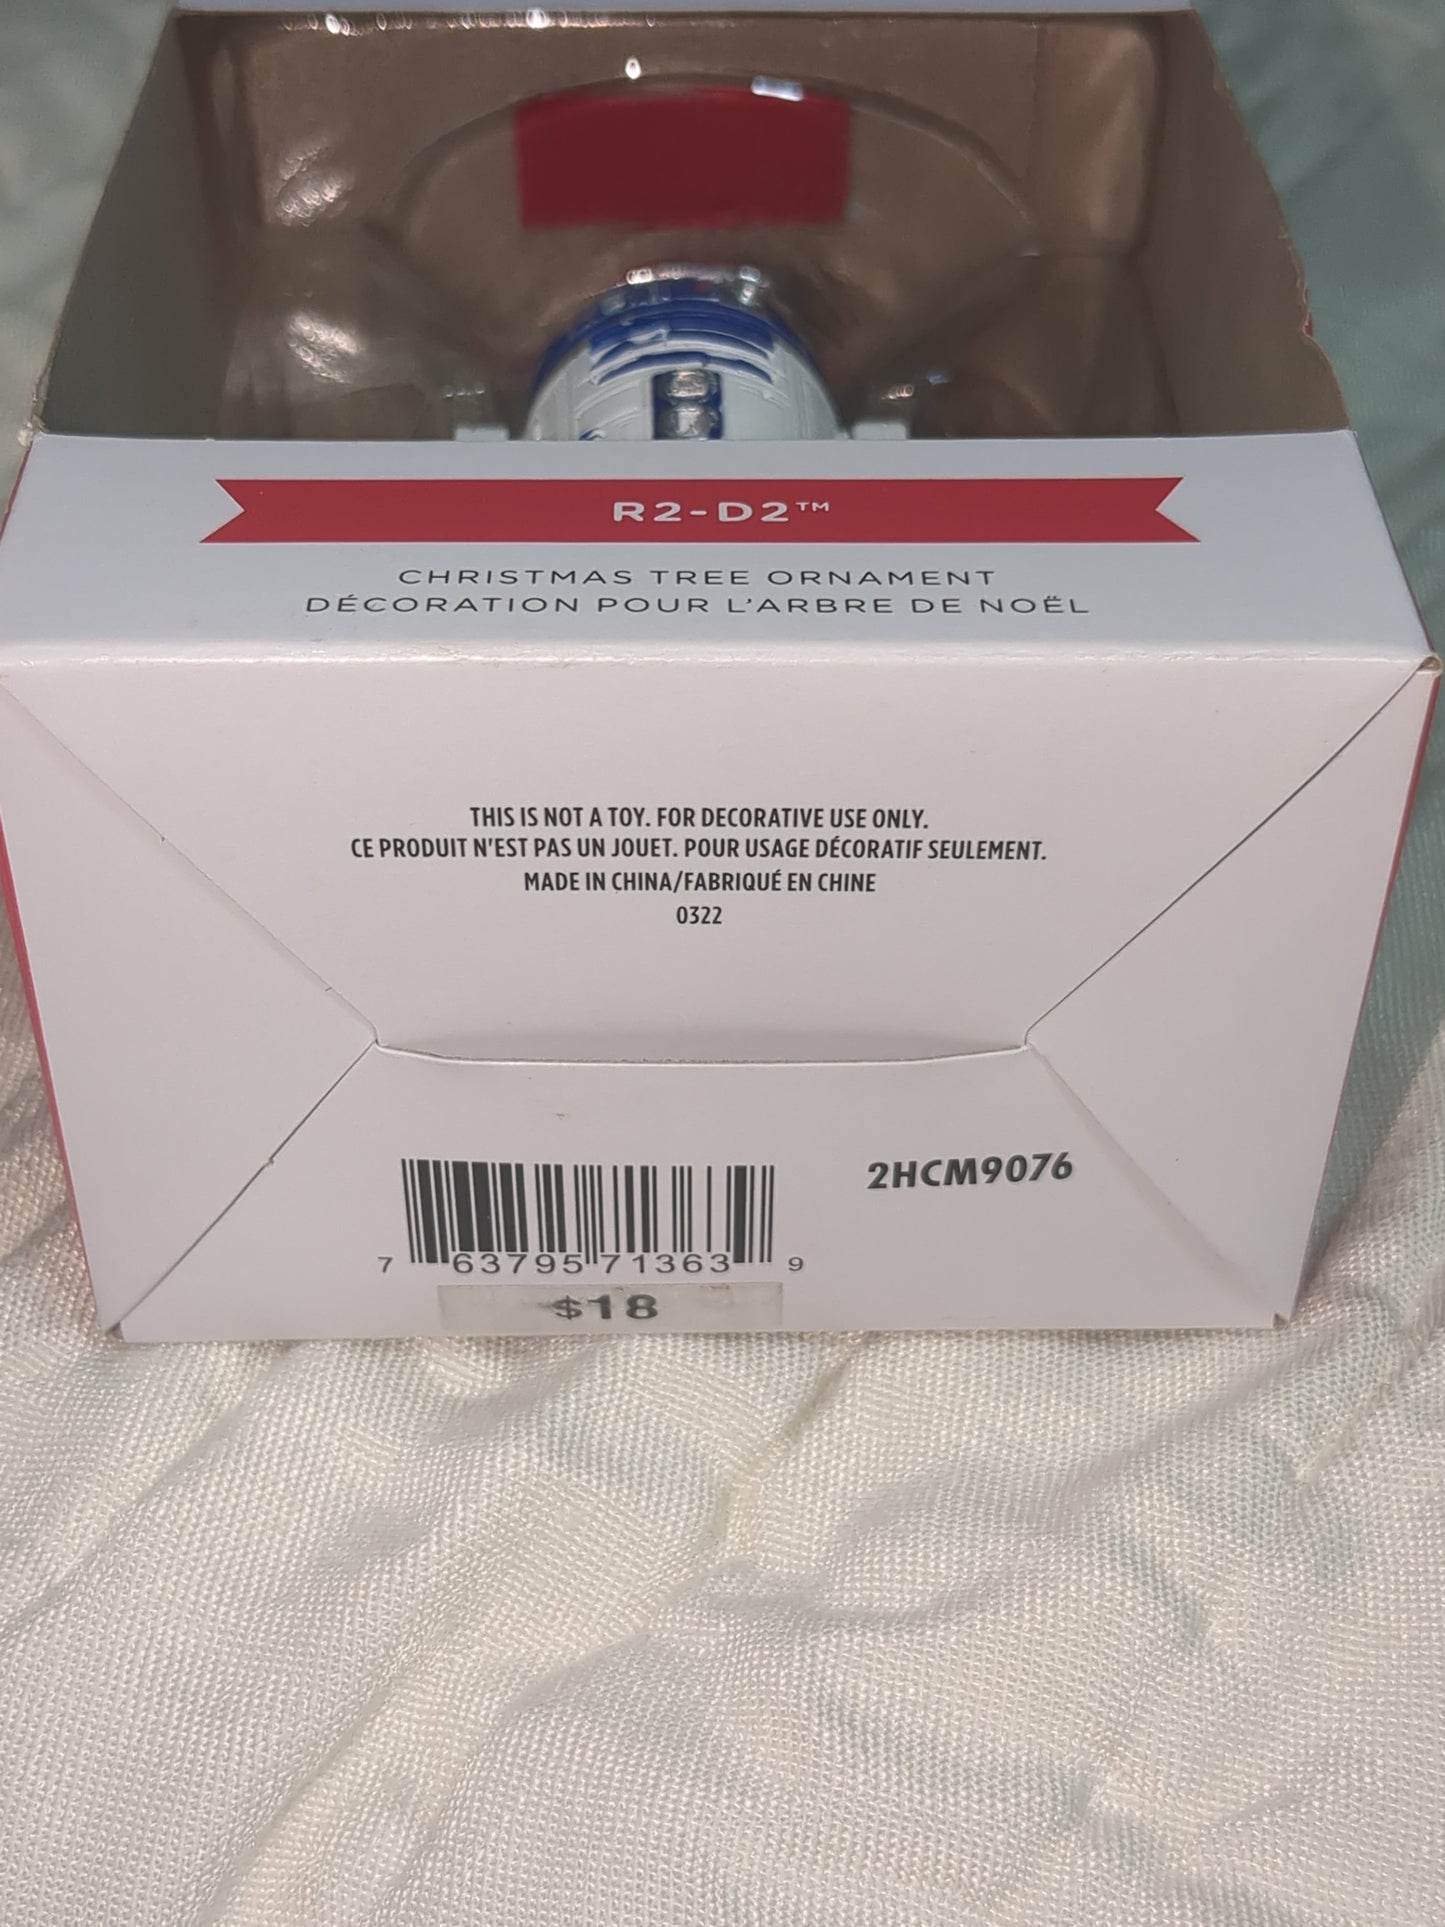 R2-D2™
CHRISTMAS TREE ORNAMENT
DÉCORATION POUR L'ARBRE DE NOËL
THIS IS NOT A TOY. FOR DECORATIVE USE ONLY.
CE PRODUIT N'EST PAS UN JOUET. POUR USAGE DÉCORATIF SEULEMENT.
MADE IN CHINA/FABRIQUÉ EN CHINE
0322
2HCM9076
7 63795 71363 9
$18